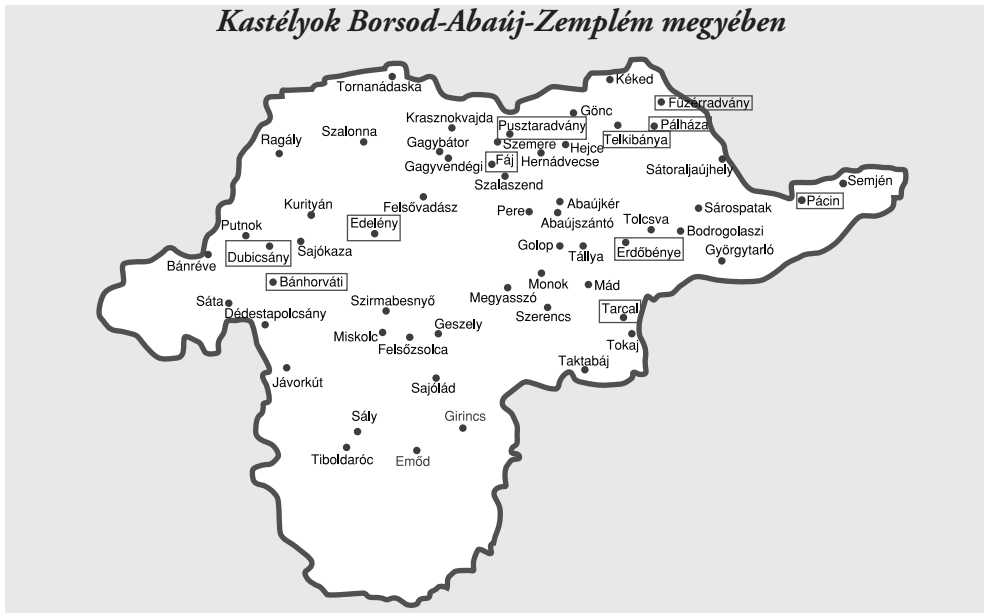 Kastélyok Borsod-Abaúj-Zemplém megyében
Kéked
Tornanádaska
Füzérradvány
Gönc
Krasznokvajda
Pusztaradvány
Pálháza
Szalonna
Telkibánya
Ragály
Gagybátor
Szemere
Hejce
Gagyvendégi
Fáj
Hernádvecse
Sátoraljaújhely
Szalaszend
Semjén
Pácin
Felsővadász
Abaújkér
Kurityán
Pere
Sárospatak
Abaújszántó
Tolcsva
Edelény
Putnok
Bodrogolaszi
Dubicsány
Sajókaza
Golop
Tállya
Erdőbénye
Györgytarló
Bánréve
Bánhorváti
Monok
Mád
Megyasszó
Sáta
Szirmabesnyő
Szerencs
Tarcal
Dédestapolcsány
Geszely
Miskolc
Felsőzsolca
Tokaj
Taktabáj
Jávorkút
Sajólád
Sály
Girincs
Tiboldaróc
Emőd